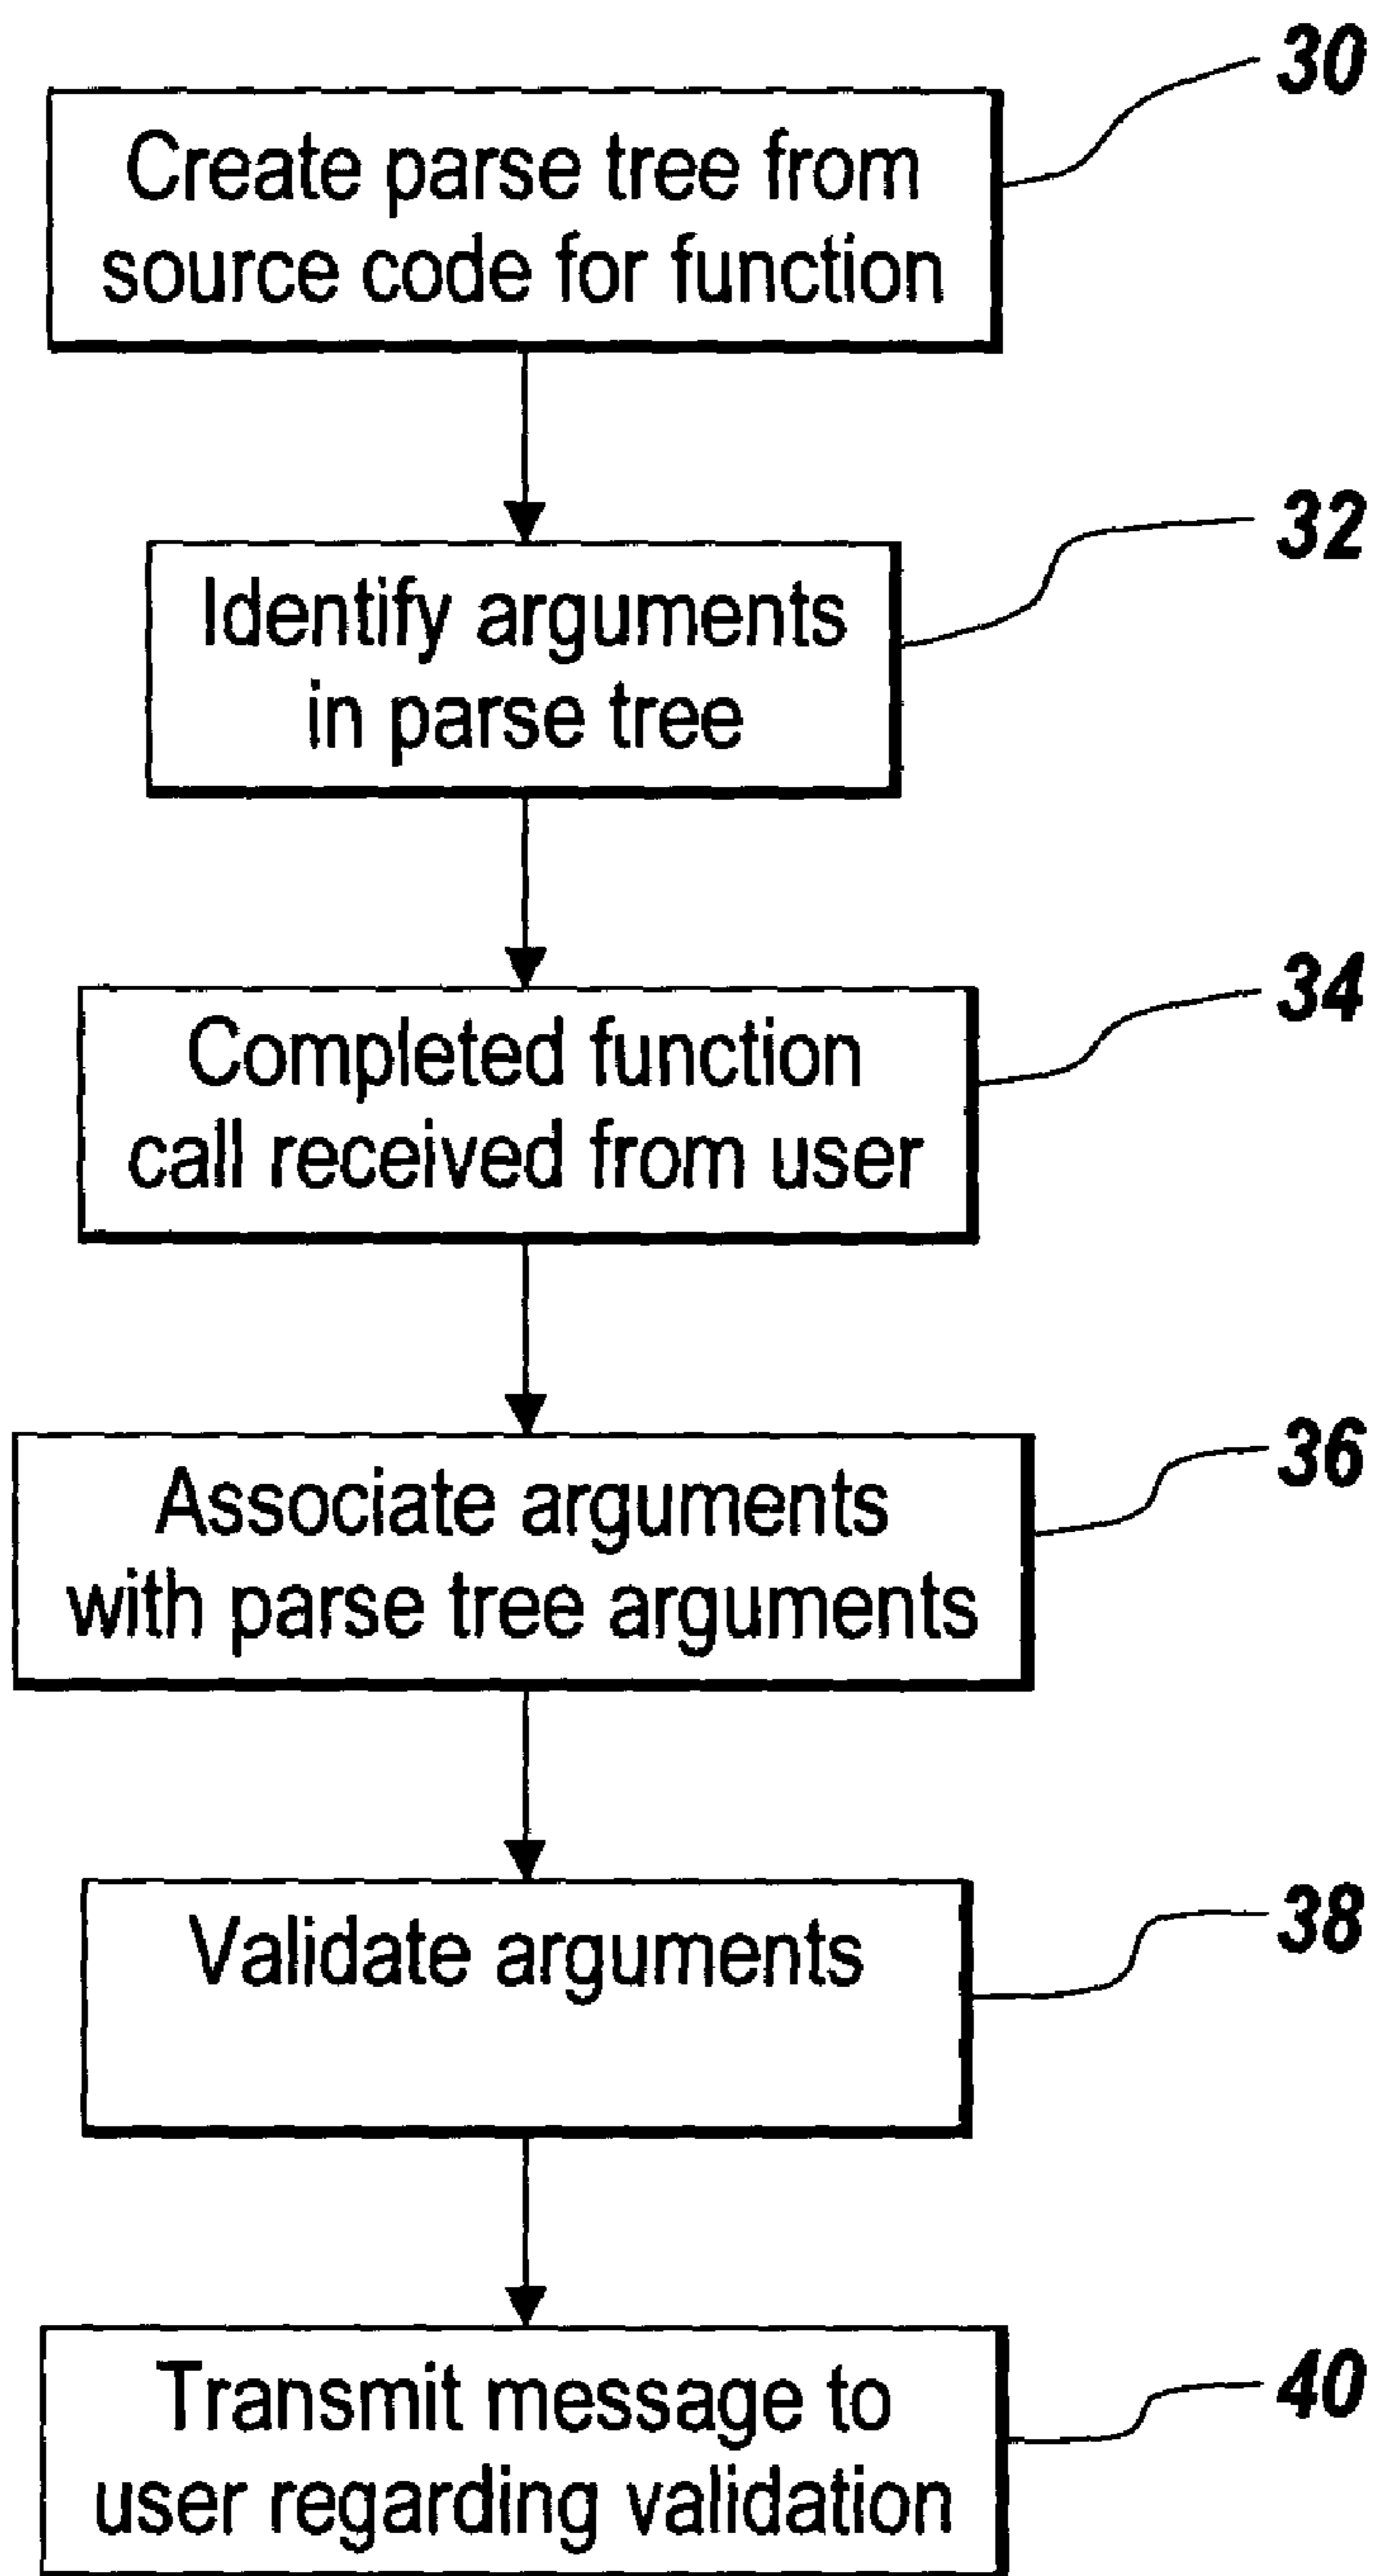 30
Create parse tree from
source code for function
32
Identify arguments
in parse tree
34
Completed function
call received from user
36
Associate arguments
with parse tree arguments
38
Validate arguments
40
Transmit message to
user regarding validation